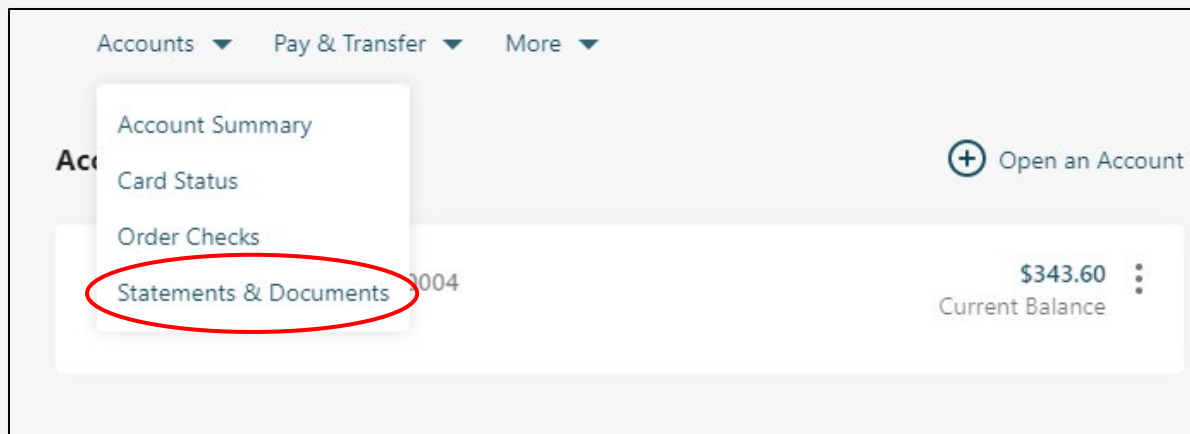 Accounts Pay & Transfer More
Account Summary
Card Status
Open an Account
Order Checks
Statements & Documents
$343.60
Current Balance